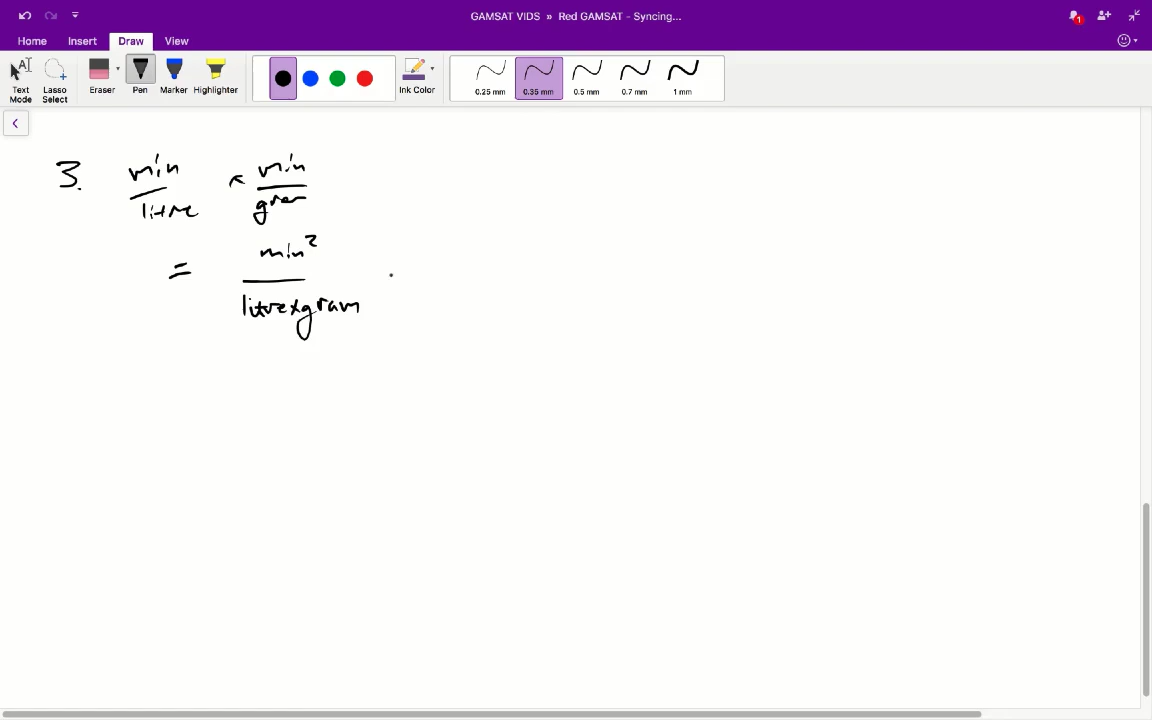 GAMSAT VIDS » Red GAMSAT - Syncing...
1
Home Insert Draw View
Text Mode
Lasso Select
Eraser
Pen
Marker
Highlighter
Ink Color
0.25 mm
0.35 mm
0.5 mm
0.7 mm
1 mm
3. min/litre × min/gram
= min²/litre×gram